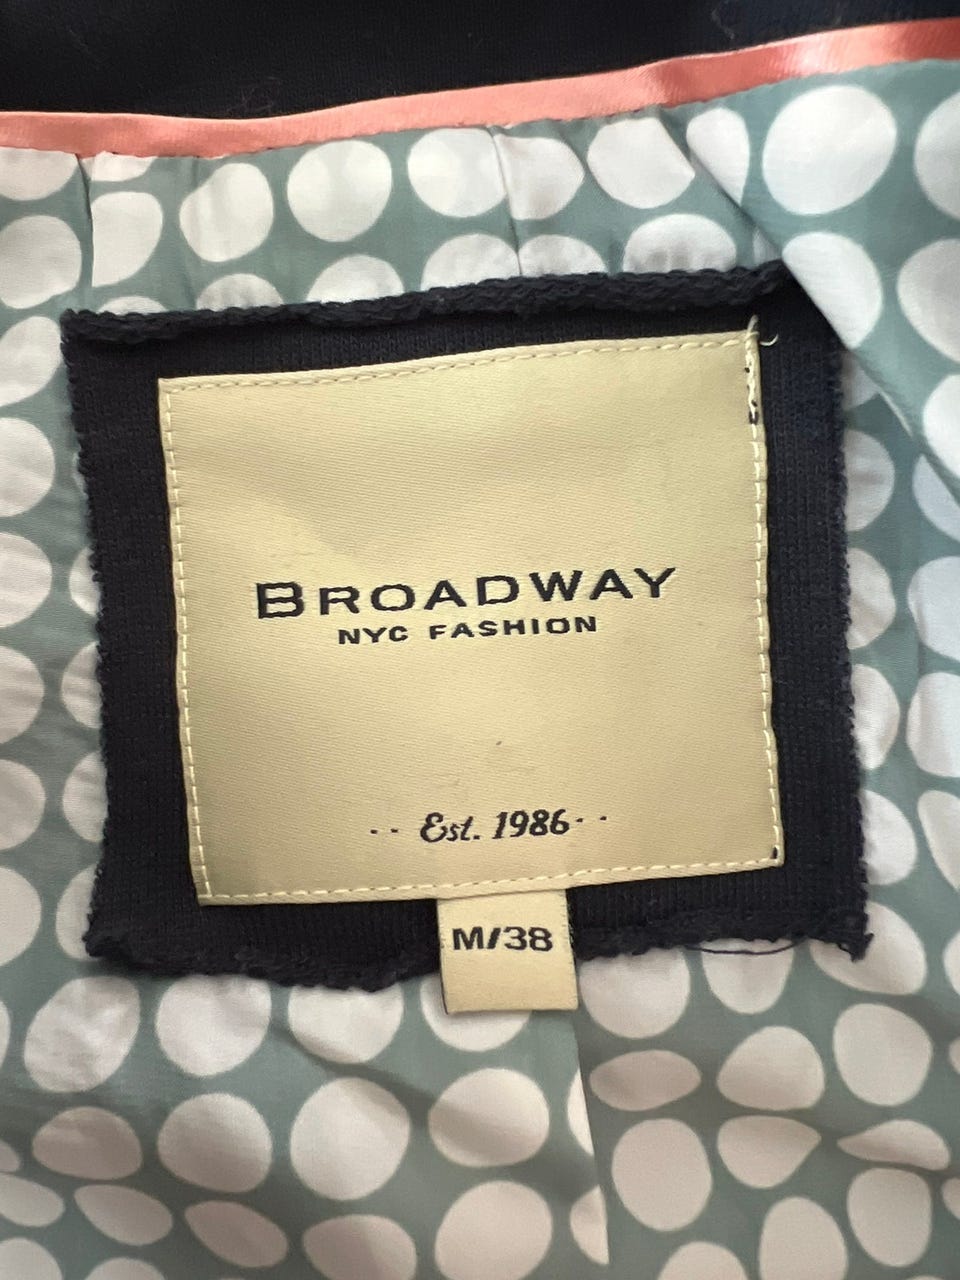 BROADWAY
NYC FASHION
·· Est. 1986 ··
M/38